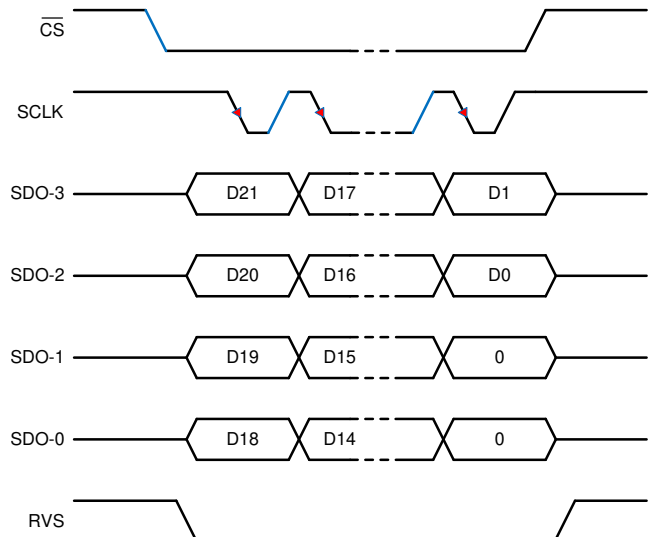 C̅S̅
SCLK
SDO-3 D21 D17 D1
SDO-2 D20 D16 D0
SDO-1 D19 D15 0
SDO-0 D18 D14 0
RVS